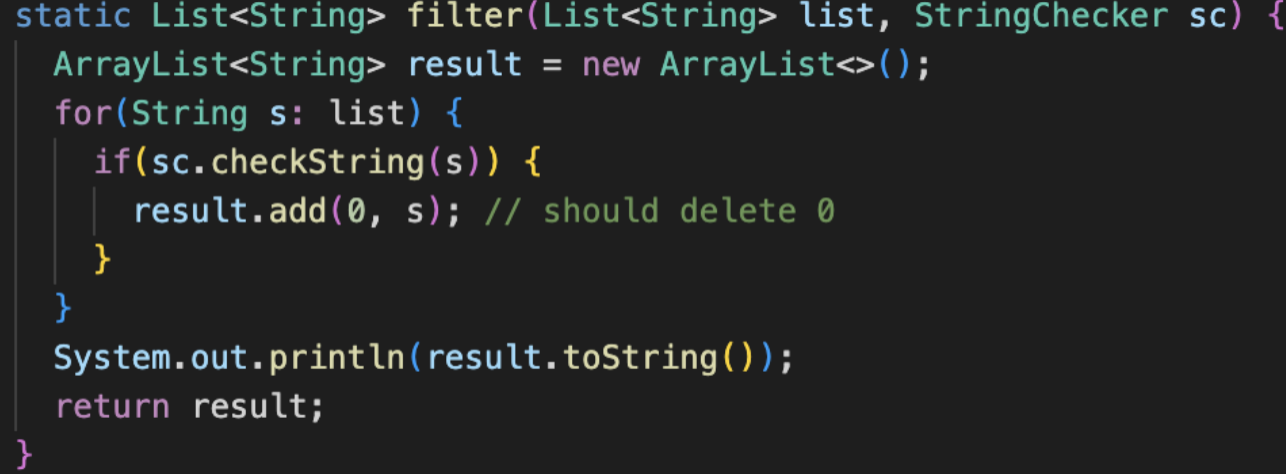 static List<String> filter(List<String> list, StringChecker sc) {
  ArrayList<String> result = new ArrayList<>();
  for(String s: list) {
    if(sc.checkString(s)) {
      result.add(0, s); // should delete 0
    }
  }
  System.out.println(result.toString());
  return result;
}